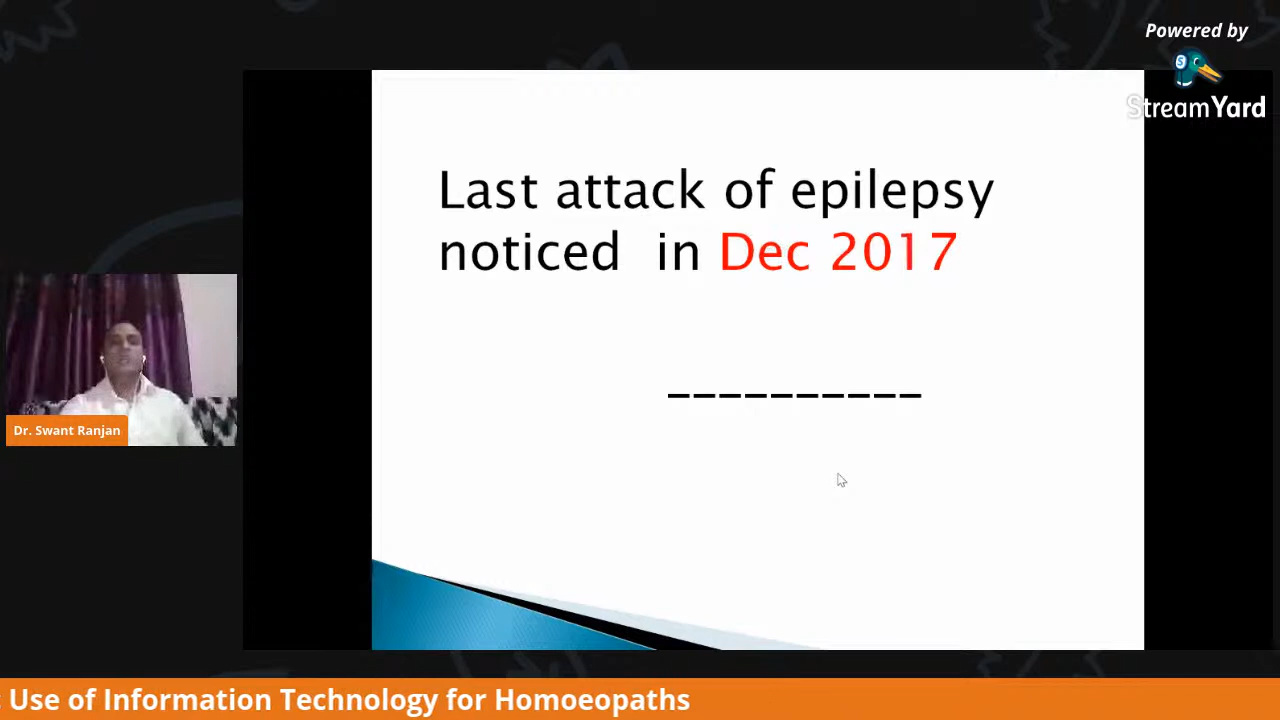 Powered by
StreamYard
Last attack of epilepsy
noticed in Dec 2017
----------
Dr. Swant Ranjan
: Use of Information Technology for Homoeopaths